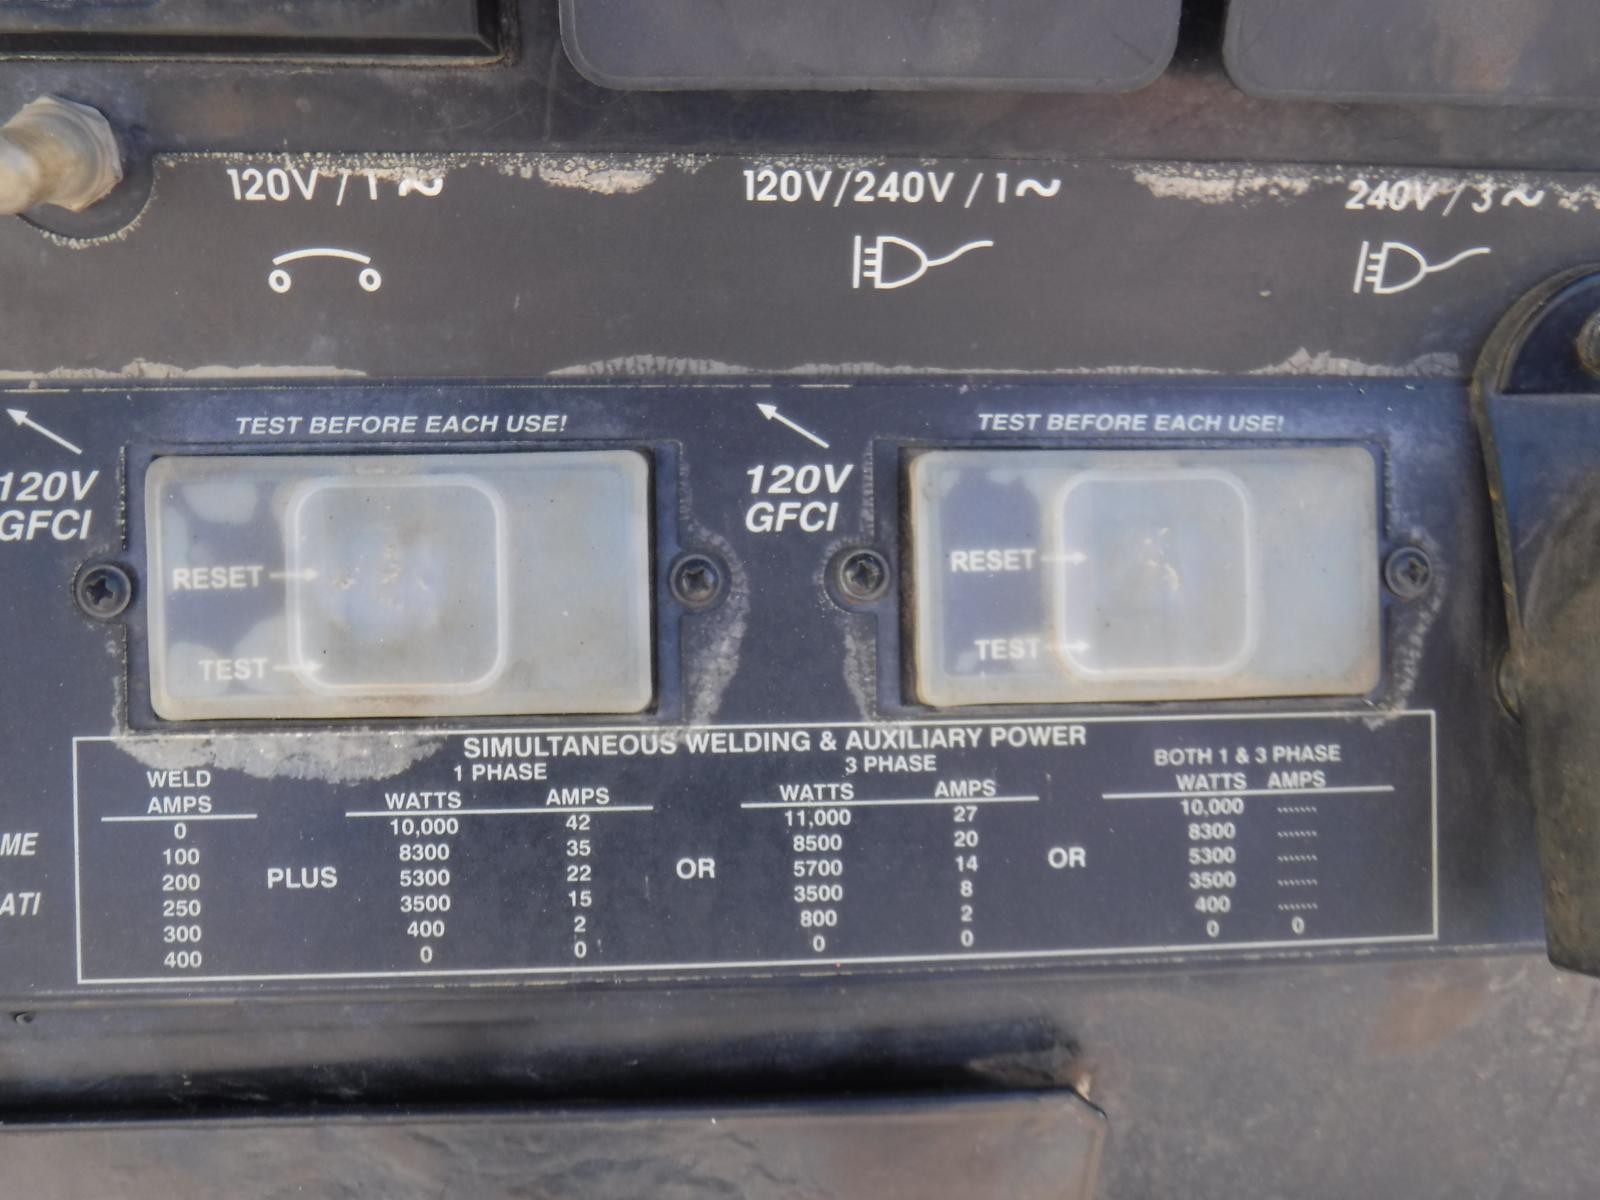 120V / 1 ~
120V/240V / 1 ~
240V / 3 ~
TEST BEFORE EACH USE!
TEST BEFORE EACH USE!
120V
GFCI
120V
GFCI
RESET
TEST
RESET
TEST
SIMULTANEOUS WELDING & AUXILIARY POWER
WELD AMPS 1 PHASE 3 PHASE BOTH 1 & 3 PHASE
WATTS AMPS WATTS AMPS WATTS AMPS
0 10,000 42 11,000 27 10,000 .......
100 8300 35 8500 20 8300 .......
200 PLUS 5300 22 OR 5700 14 OR 5300 .......
250 3500 15 3500 8 3500 .......
300 400 2 800 2 400 .......
400 0 0 0 0 0 0
ME
ATI